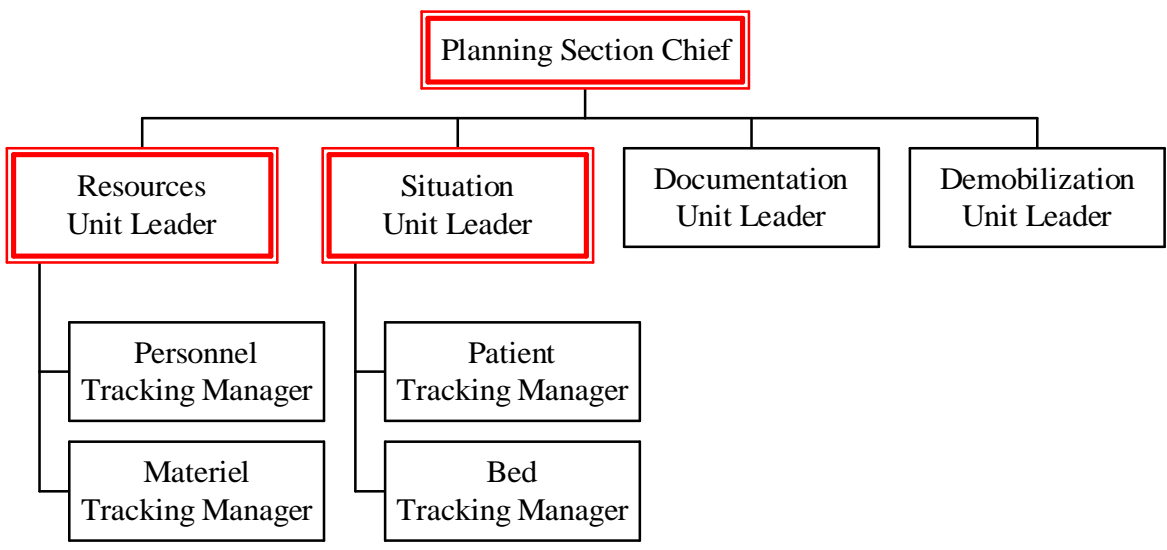 Planning Section Chief
Resources
Unit Leader
Situation
Unit Leader
Documentation
Unit Leader
Demobilization
Unit Leader
Personnel
Tracking Manager
Patient
Tracking Manager
Materiel
Tracking Manager
Bed
Tracking Manager